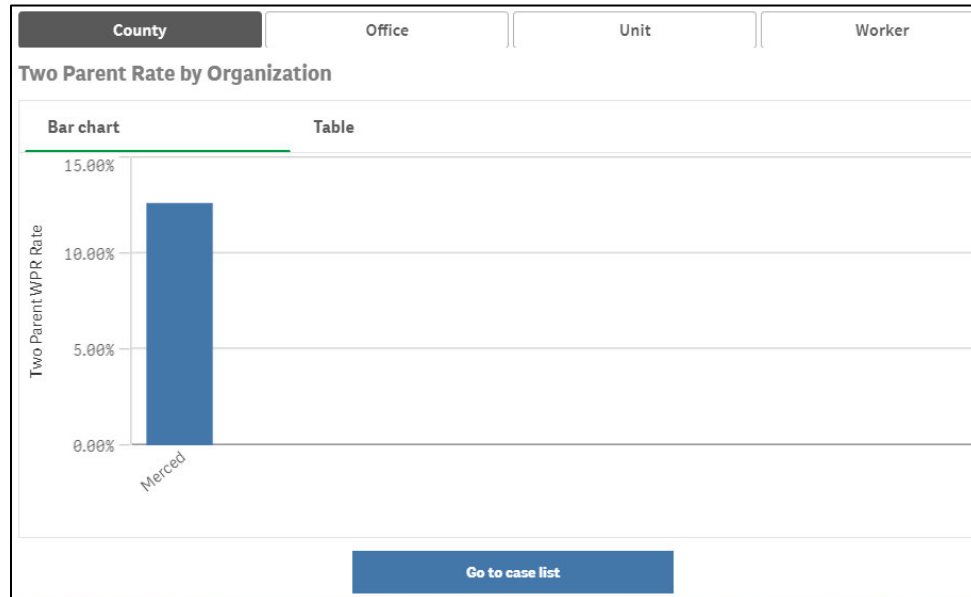 County
Office
Unit
Worker
Two Parent Rate by Organization
Bar chart
Table
15.00%
10.00%
5.00%
0.00%
Two Parent WPR Rate
Merced
Go to case list